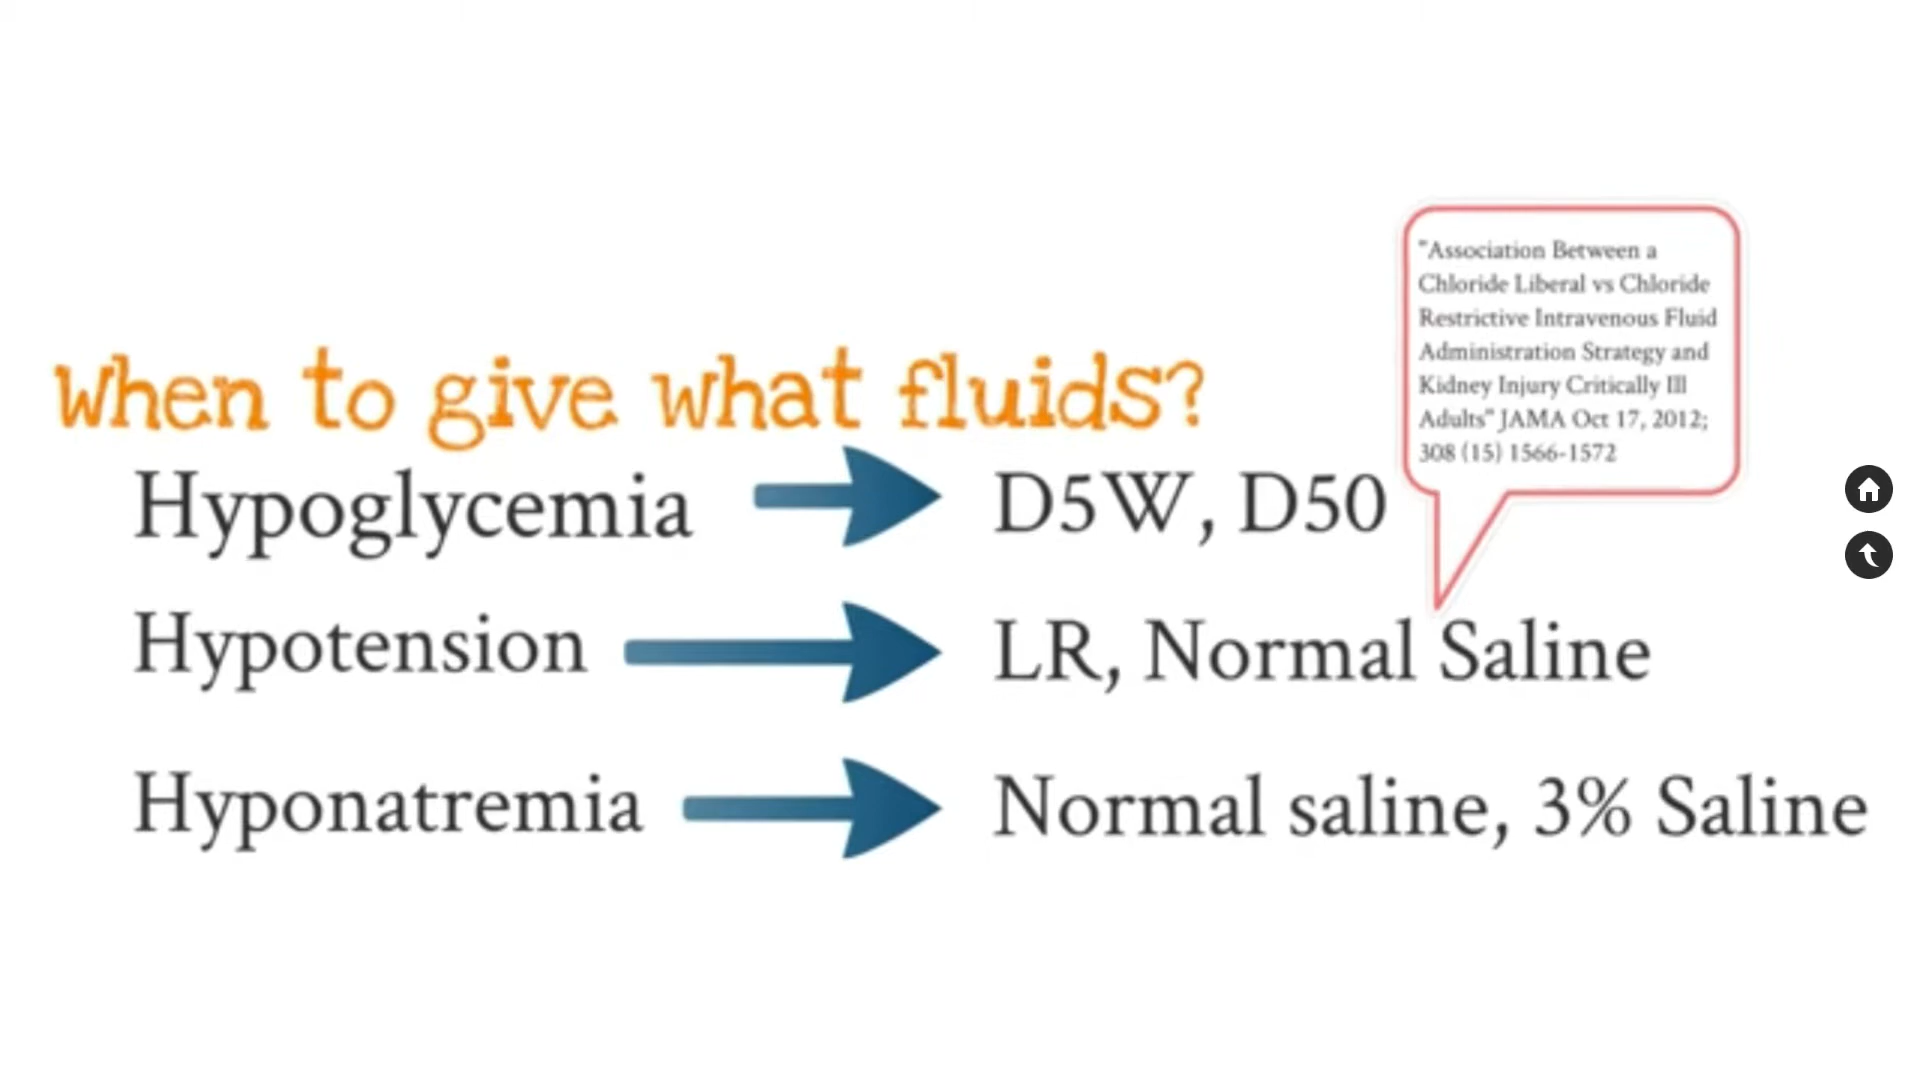 when to give what fluids?
Hypoglycemia D5W, D50
Hypotension LR, Normal Saline
Hyponatremia Normal saline, 3% Saline
"Association Between a
Chloride Liberal vs Chloride
Restrictive Intravenous Fluid
Administration Strategy and
Kidney Injury Critically Ill
Adults" JAMA Oct 17, 2012;
308 (15) 1566-1572